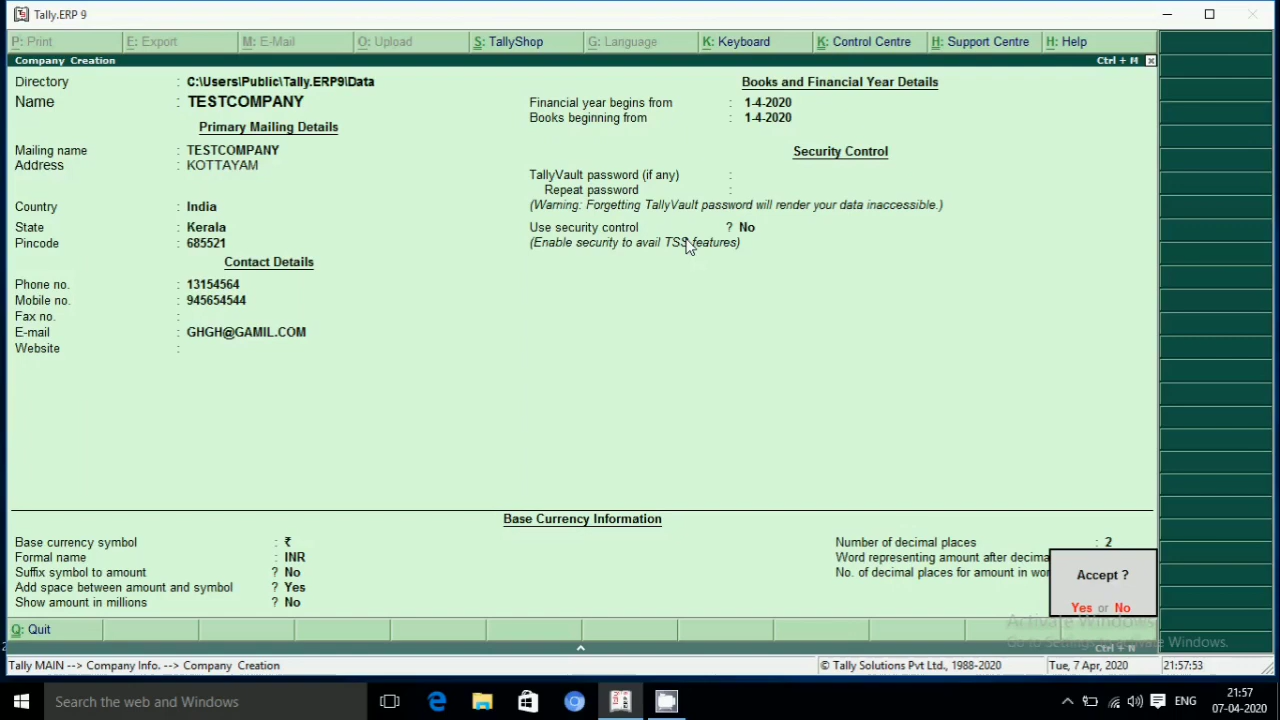 Tally.ERP 9
P: Print E: Export M: E-Mail O: Upload S: TallyShop G: Language K: Keyboard K: Control Centre H: Support Centre H: Help
Company Creation Ctrl + M
Directory : C:\Users\Public\Tally.ERP9\Data
Name : TESTCOMPANY
Primary Mailing Details
Mailing name : TESTCOMPANY
Address : KOTTAYAM
Country : India
State : Kerala
Pincode : 685521
Contact Details
Phone no. : 13154564
Mobile no. : 945654544
Fax no. :
E-mail : GHGH@GAMIL.COM
Website :
Books and Financial Year Details
Financial year begins from : 1-4-2020
Books beginning from : 1-4-2020
Security Control
TallyVault password (if any) :
Repeat password :
(Warning: Forgetting TallyVault password will render your data inaccessible.)
Use security control ? No
(Enable security to avail TSS features)
Base Currency Information
Base currency symbol : ₹
Formal name : INR
Suffix symbol to amount ? No
Add space between amount and symbol ? Yes
Show amount in millions ? No
Number of decimal places : 2
Word representing amount after decima
No. of decimal places for amount in wor
Accept ?
Yes or No
Activate Windows
Go to Settings to activate Windows.
Q: Quit
Ctrl + N
Tally MAIN --> Company Info. --> Company Creation © Tally Solutions Pvt Ltd., 1988-2020 Tue, 7 Apr, 2020 21:57:53
Search the web and Windows
ENG
21:57
07-04-2020